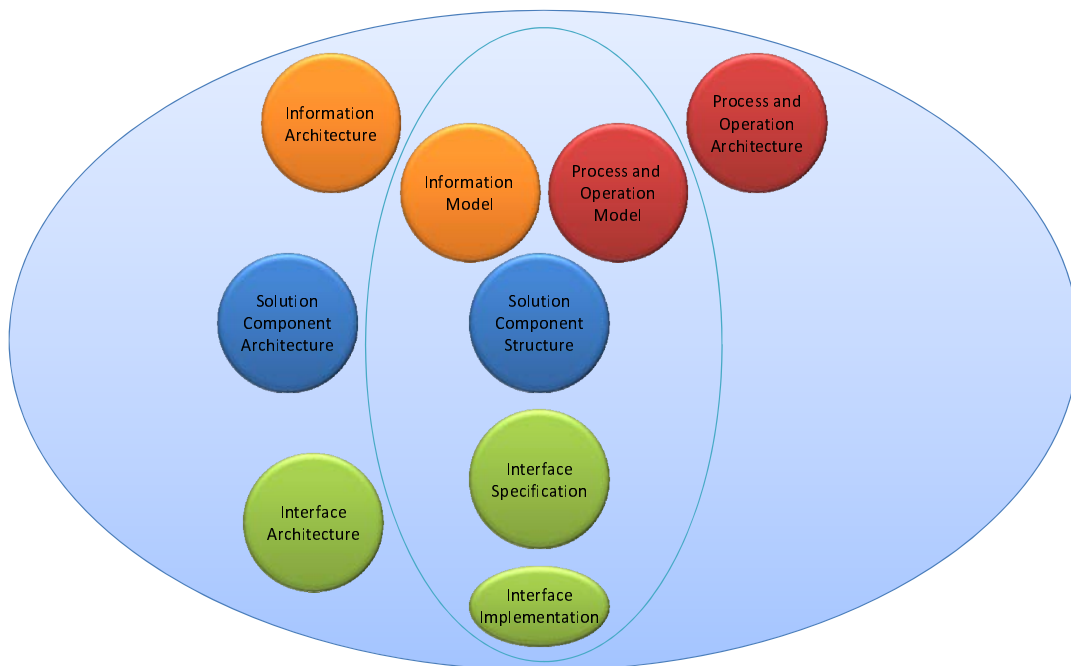 Information
Architecture
Process and
Operation
Architecture
Information
Model
Process and
Operation
Model
Solution
Component
Architecture
Solution
Component
Structure
Interface
Specification
Interface
Architecture
Interface
Implementation